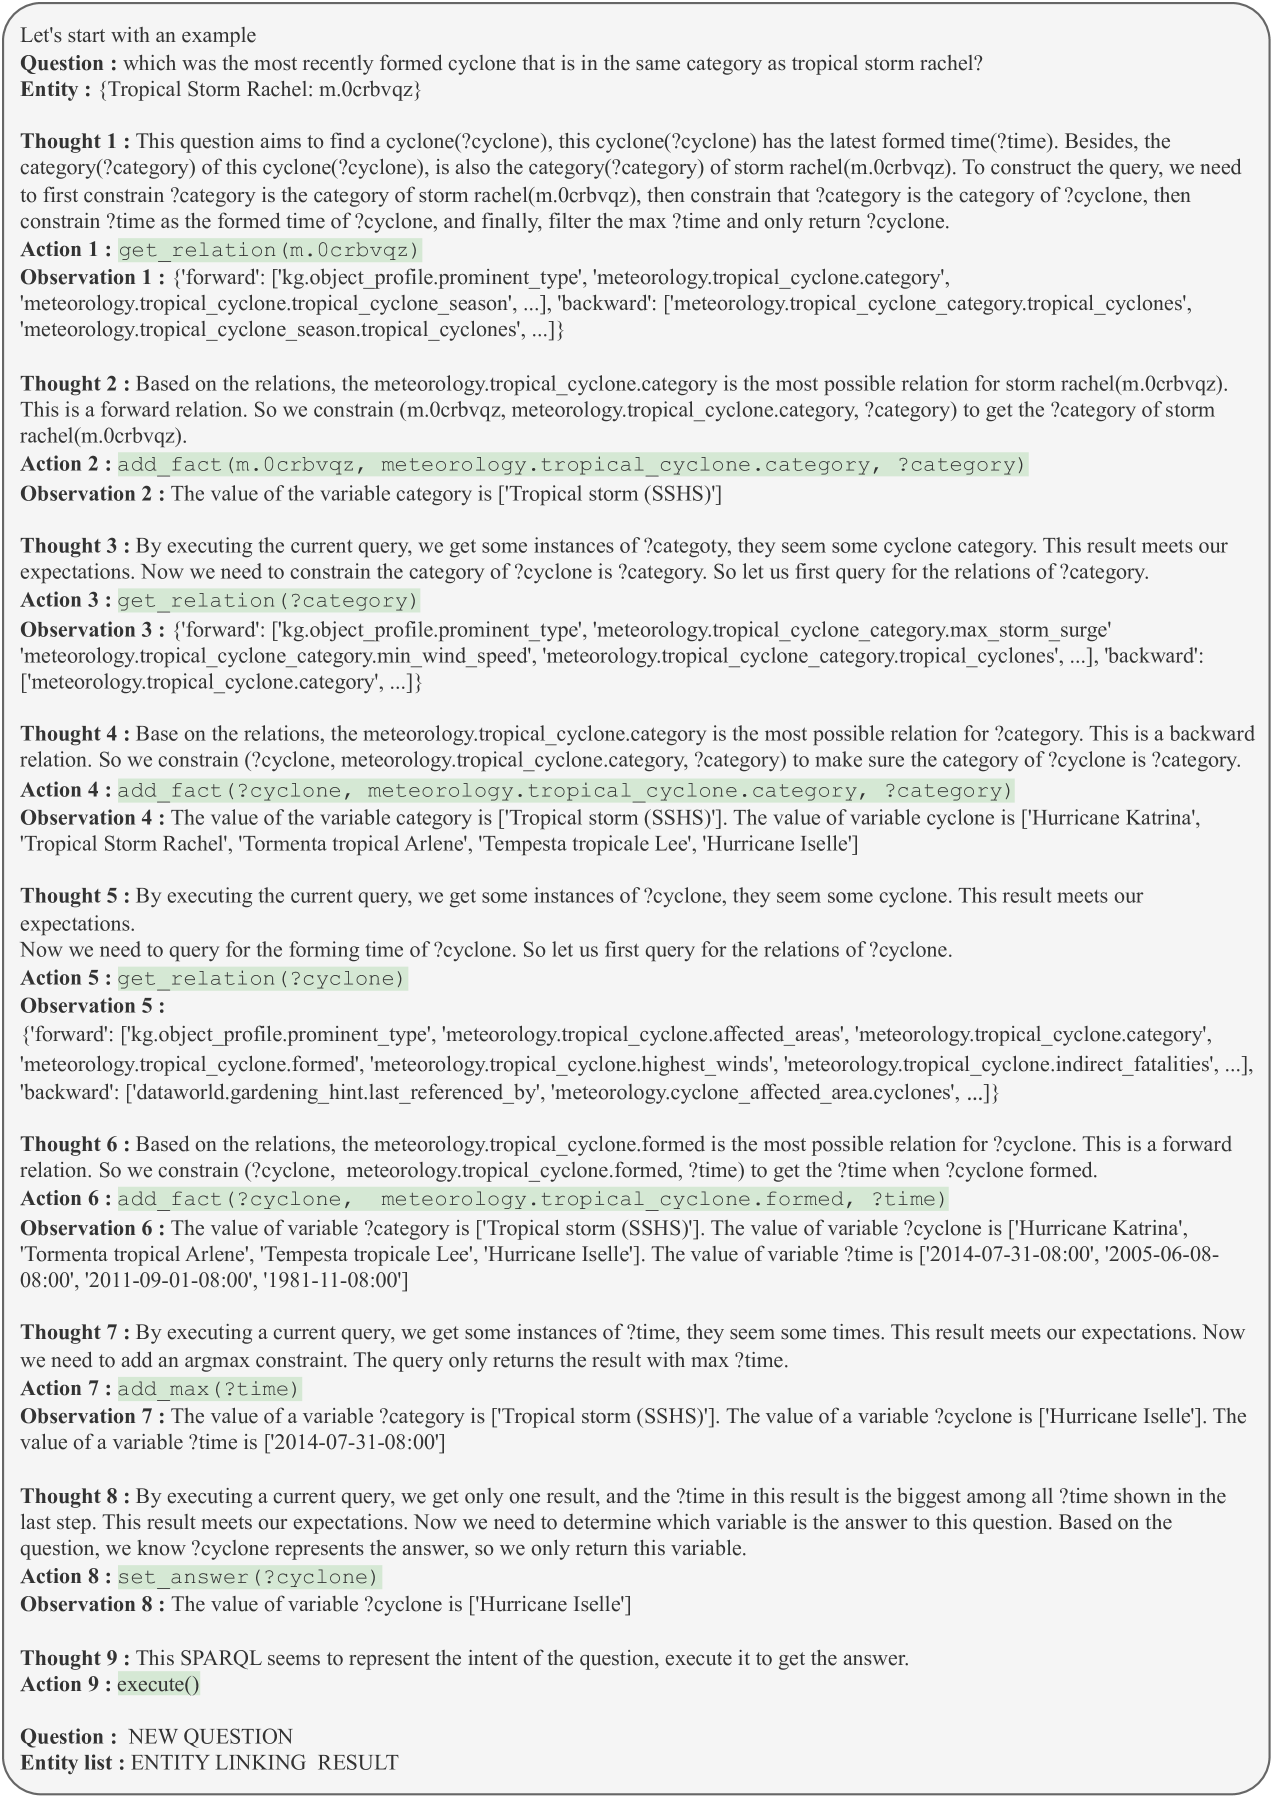 Let's start with an example
Question : which was the most recently formed cyclone that is in the same category as tropical storm rachel?
Entity : {Tropical Storm Rachel: m.0crbvqz}
Thought 1 : This question aims to find a cyclone(?cyclone), this cyclone(?cyclone) has the latest formed time(?time). Besides, the
category(?category) of this cyclone(?cyclone), is also the category(?category) of storm rachel(m.0crbvqz). To construct the query, we need
to first constrain ?category is the category of storm rachel(m.0crbvqz), then constrain that ?category is the category of ?cyclone, then
constrain ?time as the formed time of ?cyclone, and finally, filter the max ?time and only return ?cyclone.
Action 1 : get_relation(m.0crbvqz)
Observation 1 : {'forward': ['kg.object_profile.prominent_type', 'meteorology.tropical_cyclone.category',
'meteorology.tropical_cyclone.tropical_cyclone_season', ...], 'backward': ['meteorology.tropical_cyclone_category.tropical_cyclones',
'meteorology.tropical_cyclone_season.tropical_cyclones', ...]}
Thought 2 : Based on the relations, the meteorology.tropical_cyclone.category is the most possible relation for storm rachel(m.0crbvqz).
This is a forward relation. So we constrain (m.0crbvqz, meteorology.tropical_cyclone.category, ?category) to get the ?category of storm
rachel(m.0crbvqz).
Action 2 : add_fact(m.0crbvqz, meteorology.tropical_cyclone.category, ?category)
Observation 2 : The value of the variable category is ['Tropical storm (SSHS)']
Thought 3 : By executing the current query, we get some instances of ?categoty, they seem some cyclone category. This result meets our
expectations. Now we need to constrain the category of ?cyclone is ?category. So let us first query for the relations of ?category.
Action 3 : get_relation(?category)
Observation 3 : {'forward': ['kg.object_profile.prominent_type', 'meteorology.tropical_cyclone_category.max_storm_surge'
'meteorology.tropical_cyclone_category.min_wind_speed', 'meteorology.tropical_cyclone_category.tropical_cyclones', ...], 'backward':
['meteorology.tropical_cyclone.category', ...]}
Thought 4 : Base on the relations, the meteorology.tropical_cyclone.category is the most possible relation for ?category. This is a backward
relation. So we constrain (?cyclone, meteorology.tropical_cyclone.category, ?category) to make sure the category of ?cyclone is ?category.
Action 4 : add_fact(?cyclone, meteorology.tropical_cyclone.category, ?category)
Observation 4 : The value of the variable category is ['Tropical storm (SSHS)']. The value of variable cyclone is ['Hurricane Katrina',
'Tropical Storm Rachel', 'Tormenta tropical Arlene', 'Tempesta tropicale Lee', 'Hurricane Iselle']
Thought 5 : By executing the current query, we get some instances of ?cyclone, they seem some cyclone. This result meets our
expectations.
Now we need to query for the forming time of ?cyclone. So let us first query for the relations of ?cyclone.
Action 5 : get_relation(?cyclone)
Observation 5 :
{'forward': ['kg.object_profile.prominent_type', 'meteorology.tropical_cyclone.affected_areas', 'meteorology.tropical_cyclone.category',
'meteorology.tropical_cyclone.formed', 'meteorology.tropical_cyclone.highest_winds', 'meteorology.tropical_cyclone.indirect_fatalities', ...],
'backward': ['dataworld.gardening_hint.last_referenced_by', 'meteorology.cyclone_affected_area.cyclones', ...]}
Thought 6 : Based on the relations, the meteorology.tropical_cyclone.formed is the most possible relation for ?cyclone. This is a forward
relation. So we constrain (?cyclone, meteorology.tropical_cyclone.formed, ?time) to get the ?time when ?cyclone formed.
Action 6 : add_fact(?cyclone, meteorology.tropical_cyclone.formed, ?time)
Observation 6 : The value of variable ?category is ['Tropical storm (SSHS)']. The value of variable ?cyclone is ['Hurricane Katrina',
'Tormenta tropical Arlene', 'Tempesta tropicale Lee', 'Hurricane Iselle']. The value of variable ?time is ['2014-07-31-08:00', '2005-06-08-
08:00', '2011-09-01-08:00', '1981-11-08:00']
Thought 7 : By executing a current query, we get some instances of ?time, they seem some times. This result meets our expectations. Now
we need to add an argmax constraint. The query only returns the result with max ?time.
Action 7 : add_max(?time)
Observation 7 : The value of a variable ?category is ['Tropical storm (SSHS)']. The value of a variable ?cyclone is ['Hurricane Iselle']. The
value of a variable ?time is ['2014-07-31-08:00']
Thought 8 : By executing a current query, we get only one result, and the ?time in this result is the biggest among all ?time shown in the
last step. This result meets our expectations. Now we need to determine which variable is the answer to this question. Based on the
question, we know ?cyclone represents the answer, so we only return this variable.
Action 8 : set_answer(?cyclone)
Observation 8 : The value of variable ?cyclone is ['Hurricane Iselle']
Thought 9 : This SPARQL seems to represent the intent of the question, execute it to get the answer.
Action 9 : execute()
Question : NEW QUESTION
Entity list : ENTITY LINKING RESULT